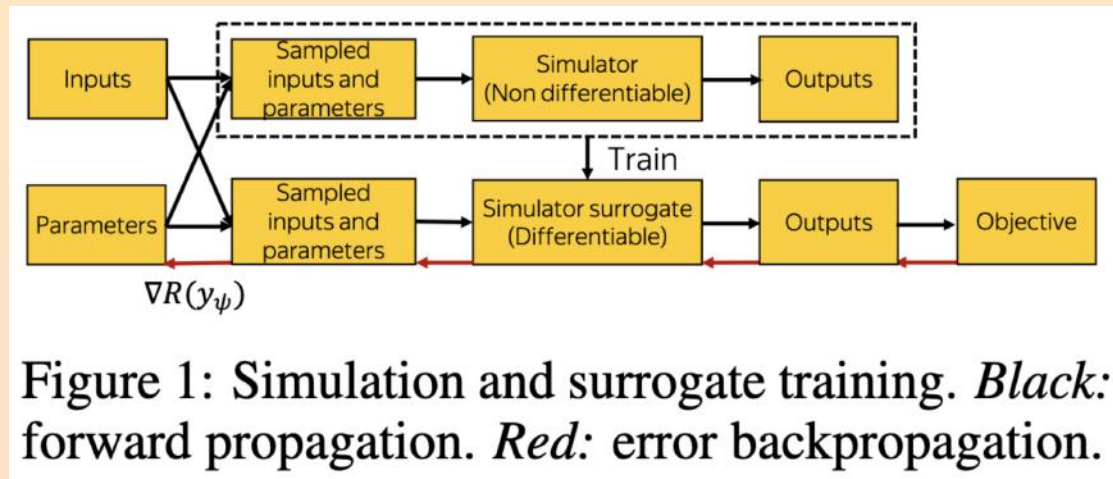 Inputs
Sampled
inputs and
parameters
Simulator
(Non differentiable)
Outputs
Train
Parameters
Sampled
inputs and
parameters
Simulator surrogate
(Differentiable)
Outputs
Objective
∇R(y_ψ)
Figure 1: Simulation and surrogate training. Black:
forward propagation. Red: error backpropagation.